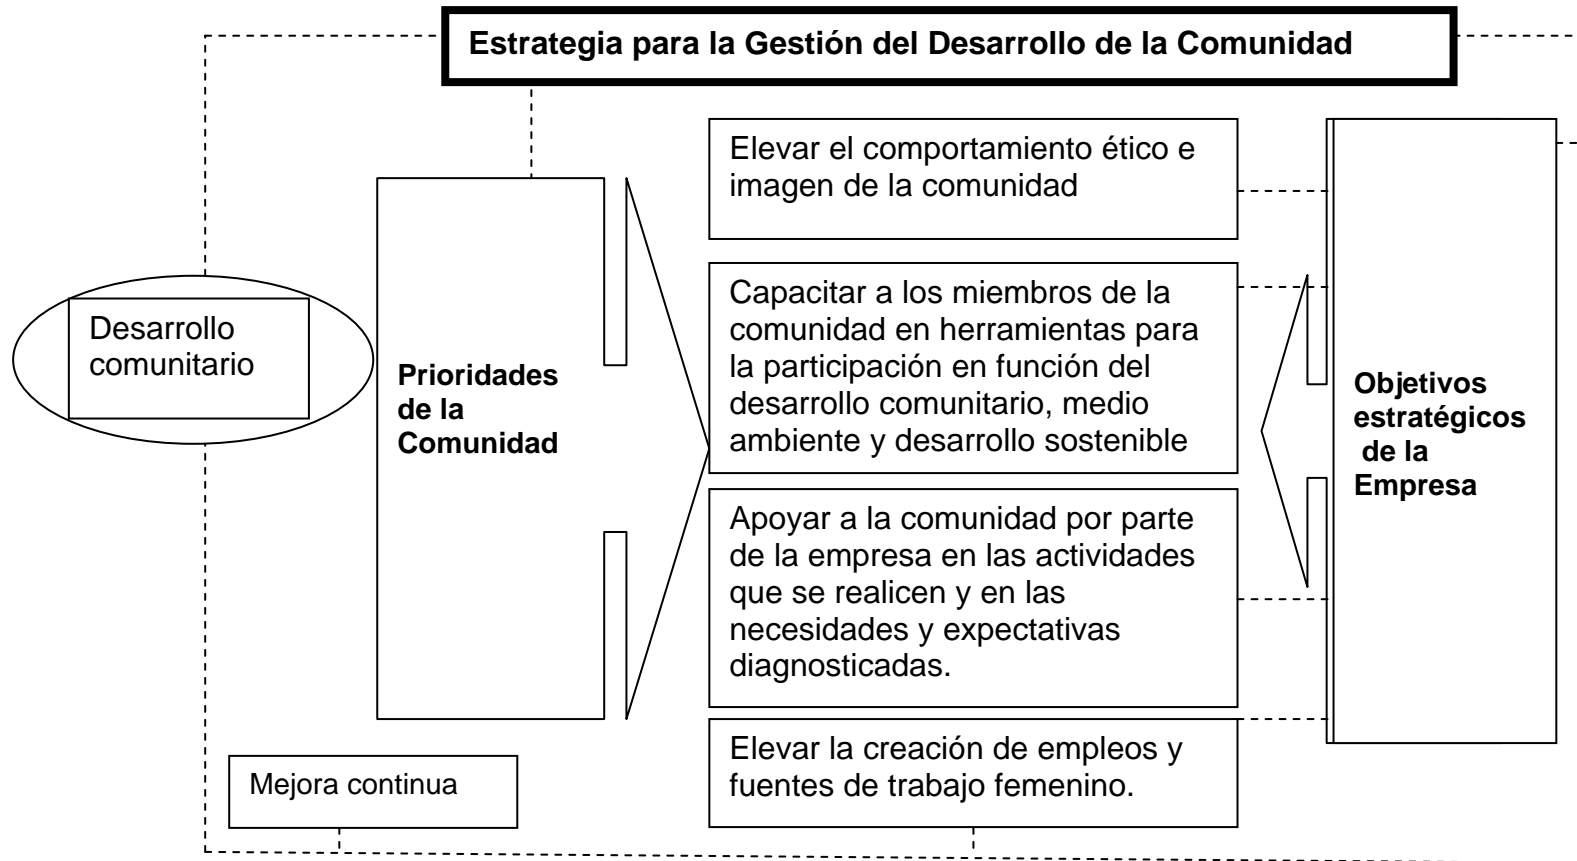 Estrategia para la Gestión del Desarrollo de la Comunidad
Desarrollo
comunitario
Prioridades
de la
Comunidad
Elevar el comportamiento ético e
imagen de la comunidad
Capacitar a los miembros de la
comunidad en herramientas para
la participación en función del
desarrollo comunitario, medio
ambiente y desarrollo sostenible
Apoyar a la comunidad por parte
de la empresa en las actividades
que se realicen y en las
necesidades y expectativas
diagnosticadas.
Elevar la creación de empleos y
fuentes de trabajo femenino.
Objetivos
estratégicos
de la
Empresa
Mejora continua